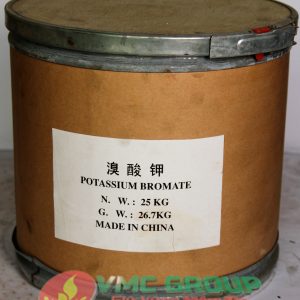 溴酸钾
POTASSIUM BROMATE
N. W.: 25 KG
G. W.: 26.7KG
MADE IN CHINA
VMC GROUP